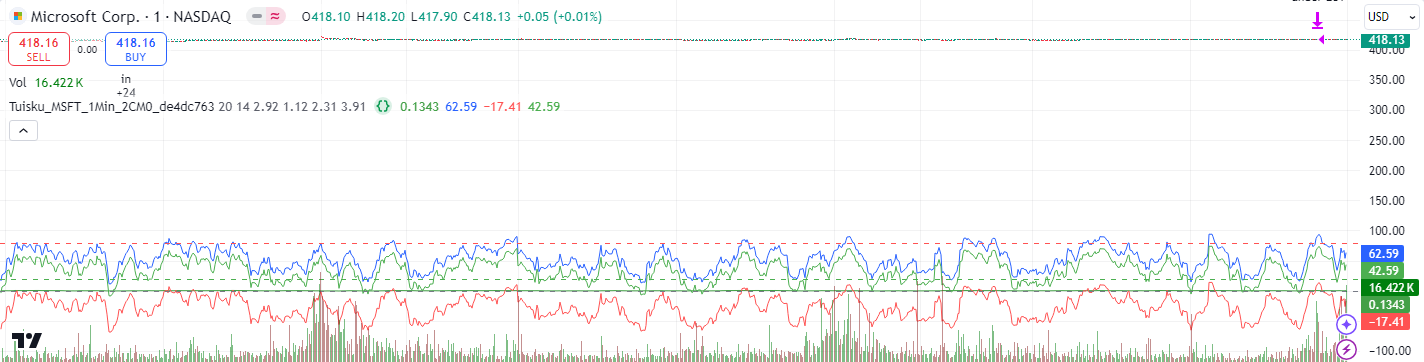 Microsoft Corp. · 1 · NASDAQ O418.10 H418.20 L417.90 C418.13 +0.05 (+0.01%)
USD
418.16 SELL
0.00
418.16 BUY
418.13
400.00
Vol 16.422 K
in
+24
350.00
Tuisku_MSFT_1Min_2CM0_de4dc763 20 14 2.92 1.12 2.31 3.91 {} 0.1343 62.59 −17.41 42.59
300.00
250.00
200.00
150.00
100.00
62.59
42.59
16.422 K
0.1343
−17.41
−100.00